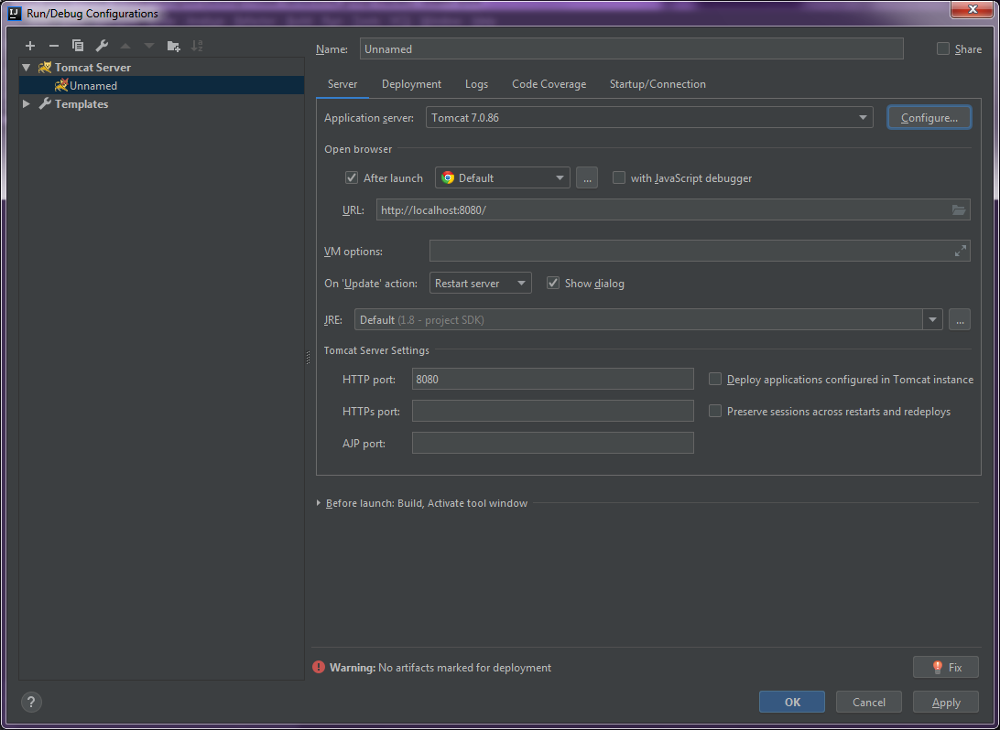 Run/Debug Configurations
Name: Unnamed Share
Tomcat Server
Unnamed
Templates
Server Deployment Logs Code Coverage Startup/Connection
Application server: Tomcat 7.0.86 Configure...
Open browser
After launch Default ... with JavaScript debugger
URL: http://localhost:8080/
VM options:
On 'Update' action: Restart server Show dialog
JRE: Default (1.8 - project SDK) ...
Tomcat Server Settings
HTTP port: 8080 Deploy applications configured in Tomcat instance
HTTPs port: Preserve sessions across restarts and redeploys
AJP port:
Before launch: Build, Activate tool window
Warning: No artifacts marked for deployment Fix
? OK Cancel Apply